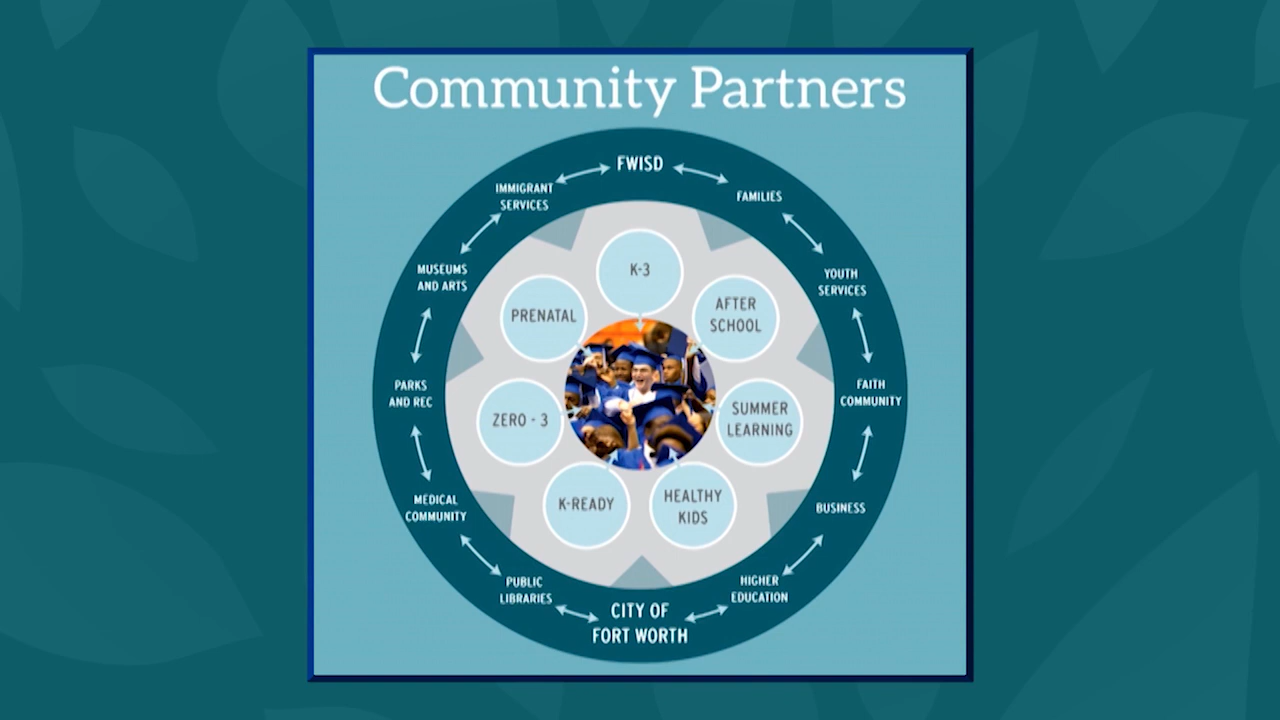 Community Partners
FWISD
FAMILIES
YOUTH
SERVICES
FAITH
COMMUNITY
BUSINESS
HIGHER
EDUCATION
CITY OF
FORT WORTH
PUBLIC
LIBRARIES
MEDICAL
COMMUNITY
PARKS
AND REC
MUSEUMS
AND ARTS
IMMIGRANT
SERVICES
K-3
AFTER
SCHOOL
SUMMER
LEARNING
HEALTHY
KIDS
K-READY
ZERO - 3
PRENATAL